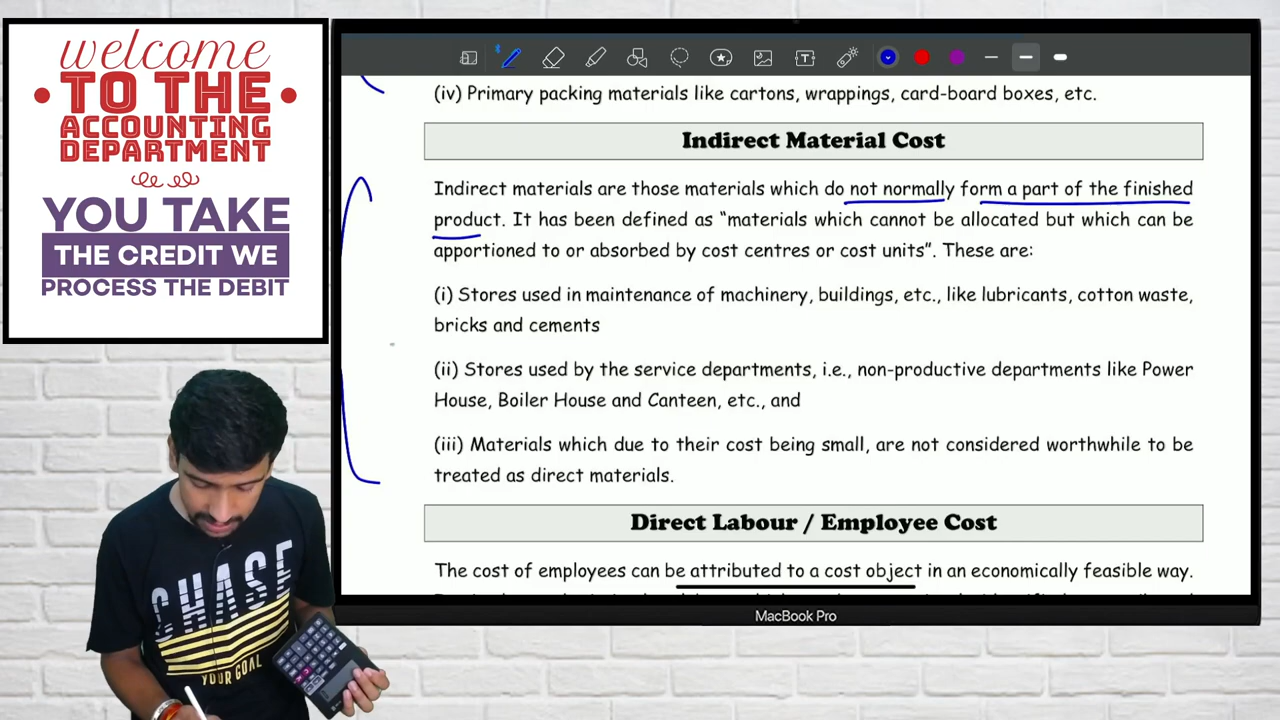 welcome
TO THE
ACCOUNTING
DEPARTMENT
YOU TAKE
THE CREDIT WE
PROCESS THE DEBIT
(iv) Primary packing materials like cartons, wrappings, card-board boxes, etc.
Indirect Material Cost
Indirect materials are those materials which do not normally form a part of the finished
product. It has been defined as “materials which cannot be allocated but which can be
apportioned to or absorbed by cost centres or cost units”. These are:
(i) Stores used in maintenance of machinery, buildings, etc., like lubricants, cotton waste,
bricks and cements
(ii) Stores used by the service departments, i.e., non-productive departments like Power
House, Boiler House and Canteen, etc., and
(iii) Materials which due to their cost being small, are not considered worthwhile to be
treated as direct materials.
Direct Labour / Employee Cost
The cost of employees can be attributed to a cost object in an economically feasible way.
MacBook Pro
CHASE
YOUR GOAL